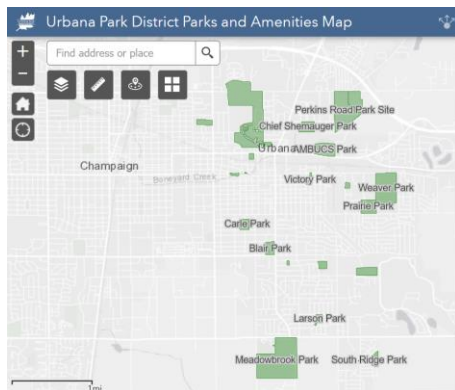 Urbana Park District Parks and Amenities Map
+
Find address or place
−
Perkins Road Park Site
Chief Shemauger Park
Urbana
AMBUCS Park
Champaign
Boneyard Creek
Victory Park
Weaver Park
Prairie Park
Carle Park
Blair Park
Larson Park
Meadowbrook Park
South Ridge Park
1mi